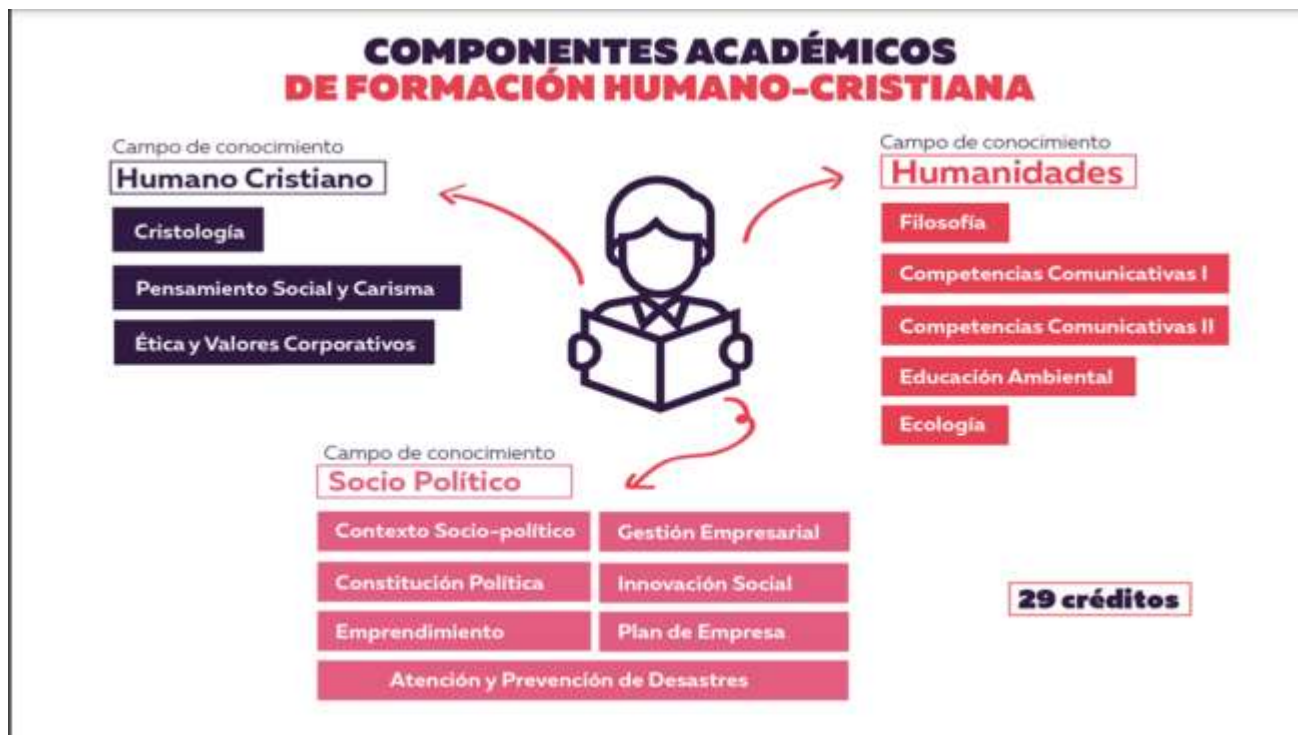 COMPONENTES ACADÉMICOS
DE FORMACIÓN HUMANO-CRISTIANA
Campo de conocimiento
Humano Cristiano
Cristología
Pensamiento Social y Carisma
Ética y Valores Corporativos
Campo de conocimiento
Humanidades
Filosofía
Competencias Comunicativas I
Competencias Comunicativas II
Educación Ambiental
Ecología
Campo de conocimiento
Socio Político
Contexto Socio-político
Gestión Empresarial
Constitución Política
Innovación Social
Emprendimiento
Plan de Empresa
Atención y Prevención de Desastres
29 créditos